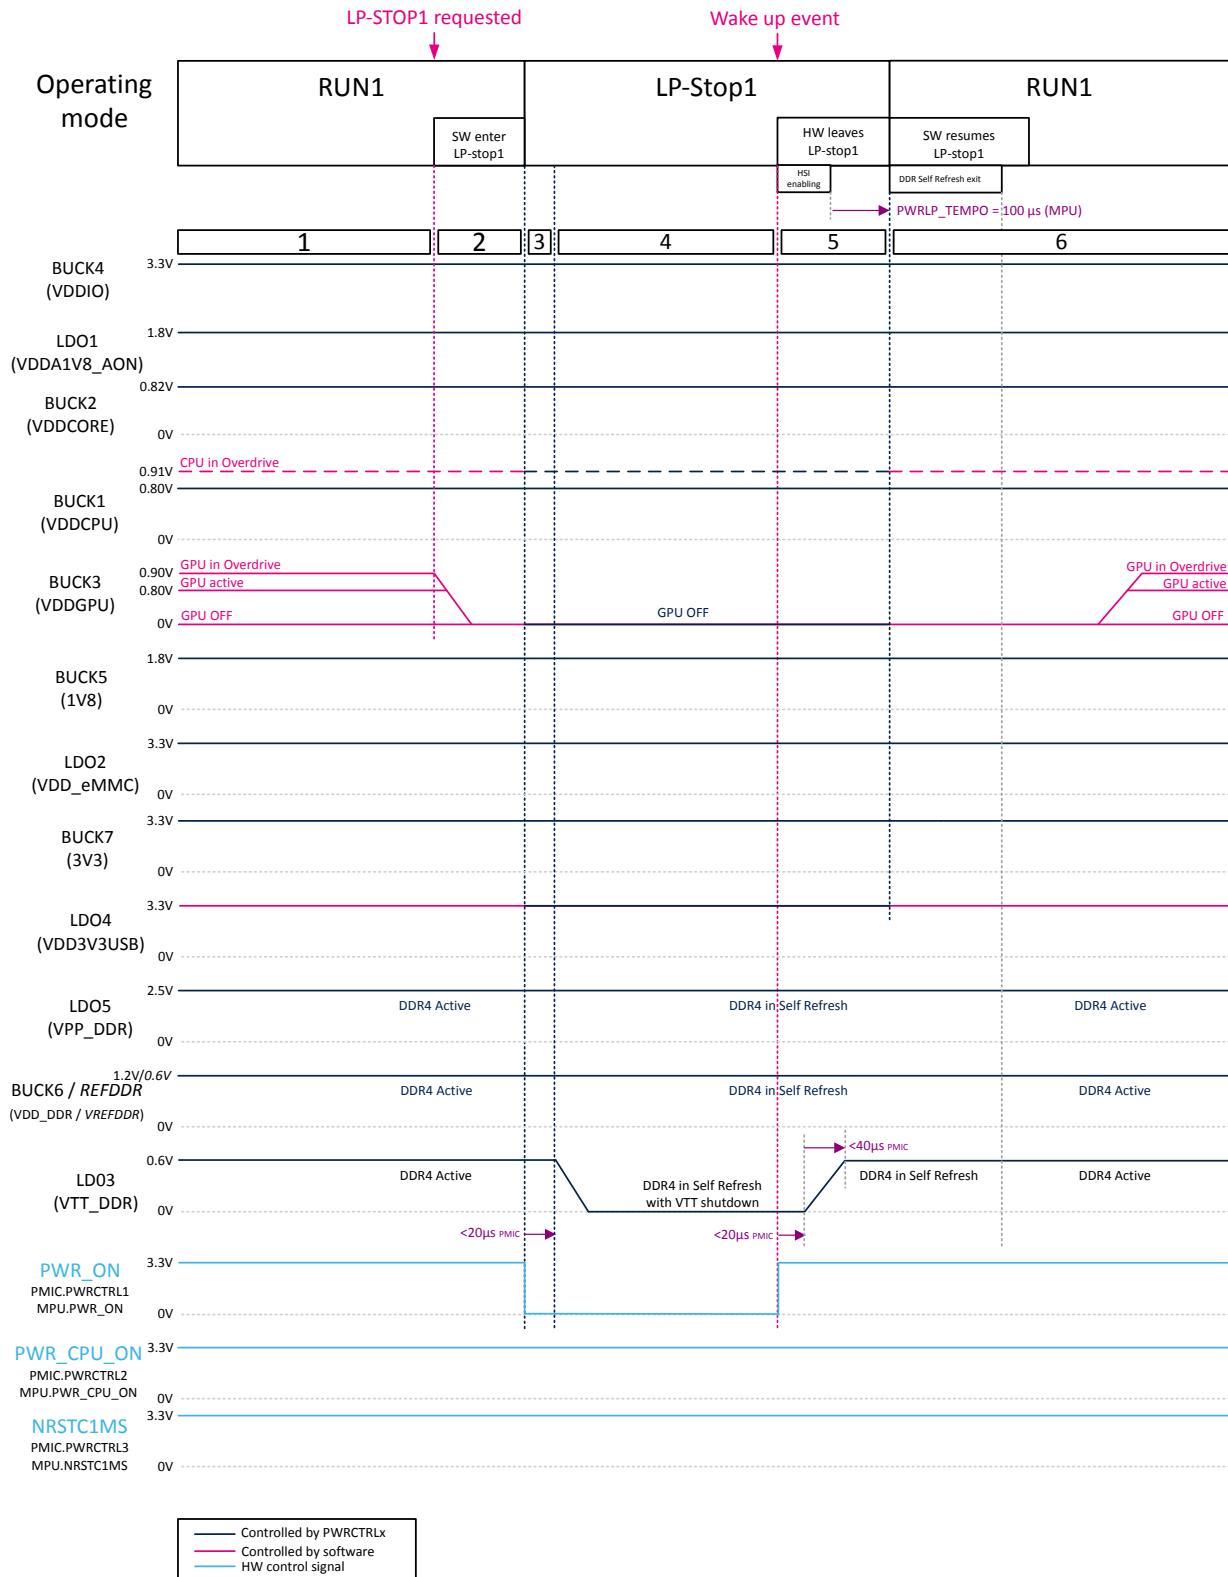 LP-STOP1 requested
Wake up event
Operating
mode
RUN1
LP-Stop1
RUN1
SW enter
LP-stop1
HW leaves
LP-stop1
SW resumes
LP-stop1
HSI
enabling
DDR Self Refresh exit
PWRLP_TEMPO = 100 µs (MPU)
1
2
3
4
5
6
BUCK4
(VDDIO)
3.3V
LDO1
(VDDA1V8_AON)
1.8V
BUCK2
(VDDCORE)
0.82V
0V
CPU in Overdrive
0.91V
0.80V
BUCK1
(VDDCPU)
0V
BUCK3
(VDDGPU)
0.90V
GPU in Overdrive
GPU in Overdrive
0.80V
GPU active
GPU active
0V
GPU OFF
GPU OFF
GPU OFF
BUCK5
(1V8)
1.8V
0V
LDO2
(VDD_eMMC)
3.3V
0V
BUCK7
(3V3)
3.3V
0V
LDO4
(VDD3V3USB)
3.3V
0V
LDO5
(VPP_DDR)
2.5V
DDR4 Active
DDR4 in Self Refresh
DDR4 Active
0V
1.2V/0.6V
BUCK6 / REFDDR
(VDD_DDR / VREFDDR)
DDR4 Active
DDR4 in Self Refresh
DDR4 Active
0V
<40µs PMIC
LD03
(VTT_DDR)
0.6V
DDR4 Active
DDR4 in Self Refresh
with VTT shutdown
DDR4 in Self Refresh
DDR4 Active
0V
<20µs PMIC
<20µs PMIC
PWR_ON
PMIC.PWRCTRL1
MPU.PWR_ON
3.3V
0V
PWR_CPU_ON
PMIC.PWRCTRL2
MPU.PWR_CPU_ON
3.3V
0V
NRSTC1MS
PMIC.PWRCTRL3
MPU.NRSTC1MS
3.3V
0V
Controlled by PWRCTRLx
Controlled by software
HW control signal